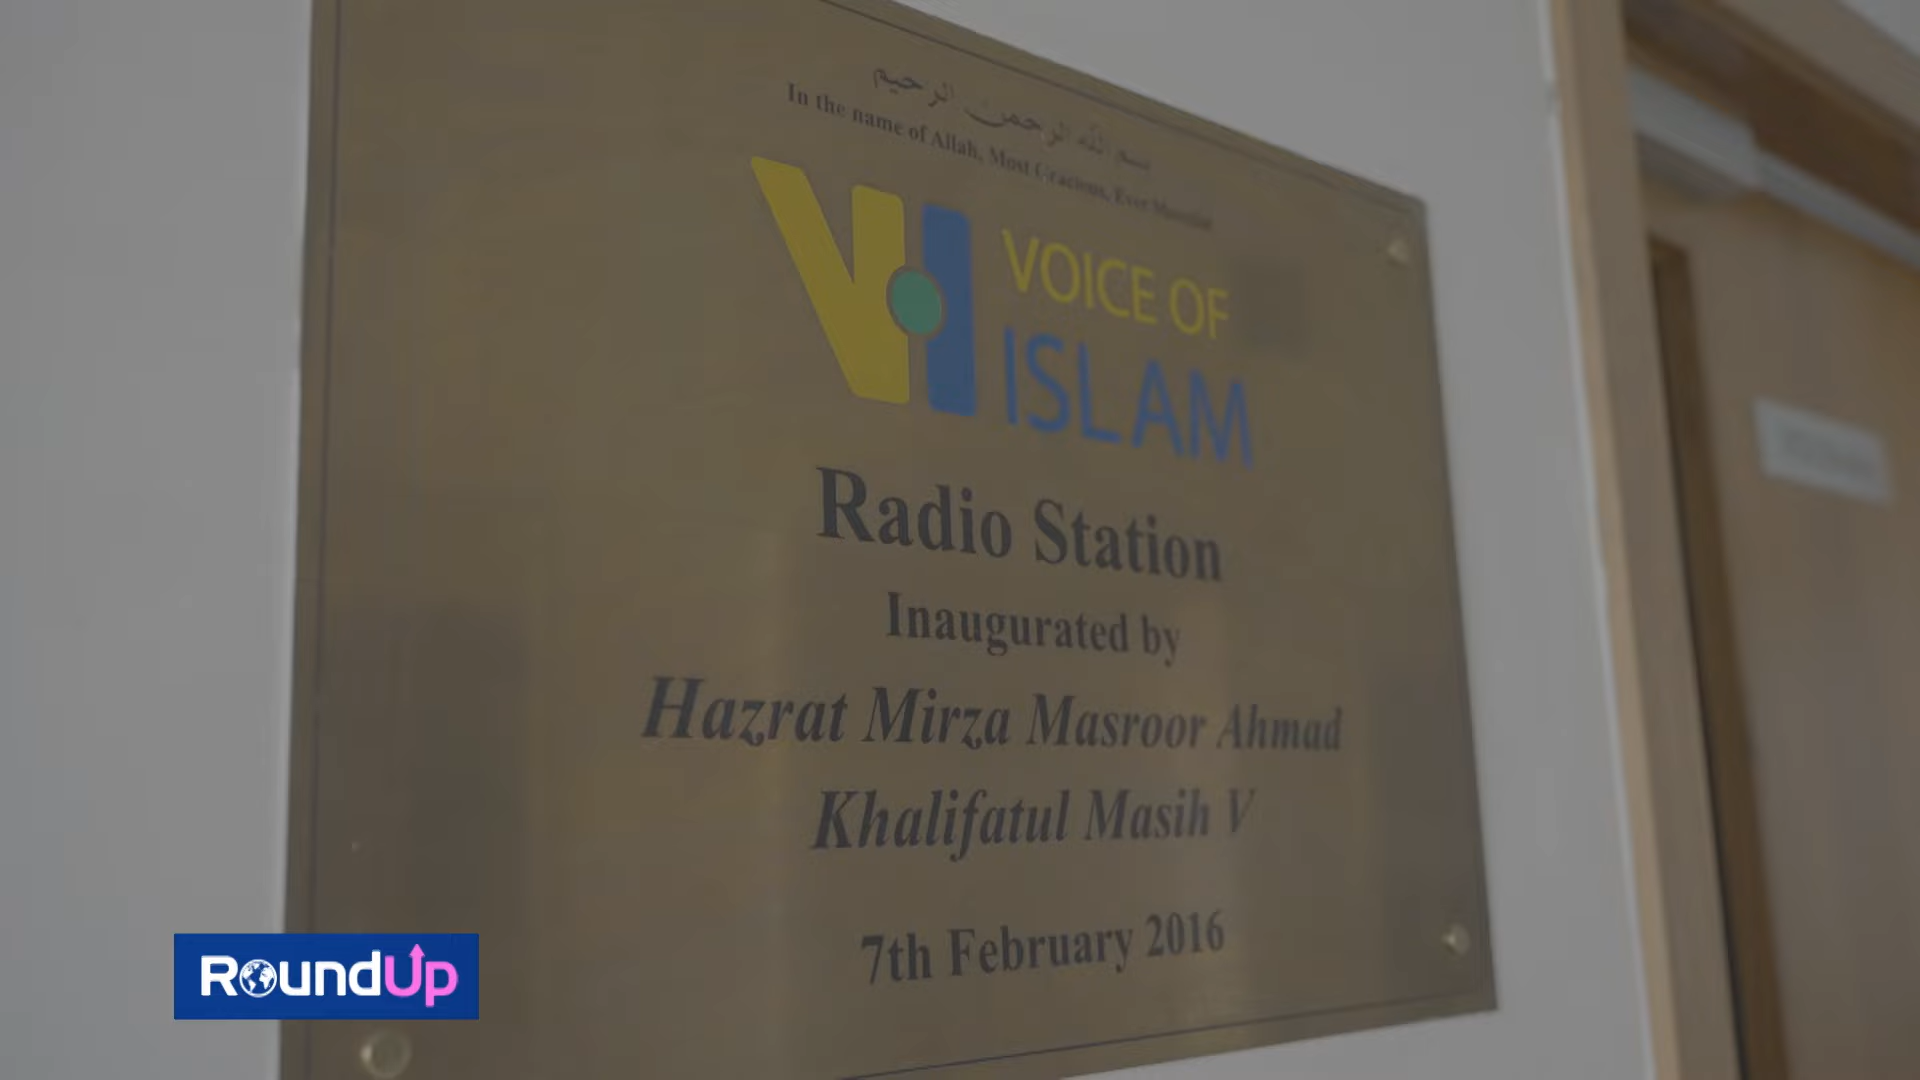 بسم الله الرحمن الرحيم
In the name of Allah, Most Gracious, Ever Merciful
VOICE OF
ISLAM
Radio Station
Inaugurated by
Hazrat Mirza Masroor Ahmad
Khalifatul Masih V
7th February 2016
RoundUp